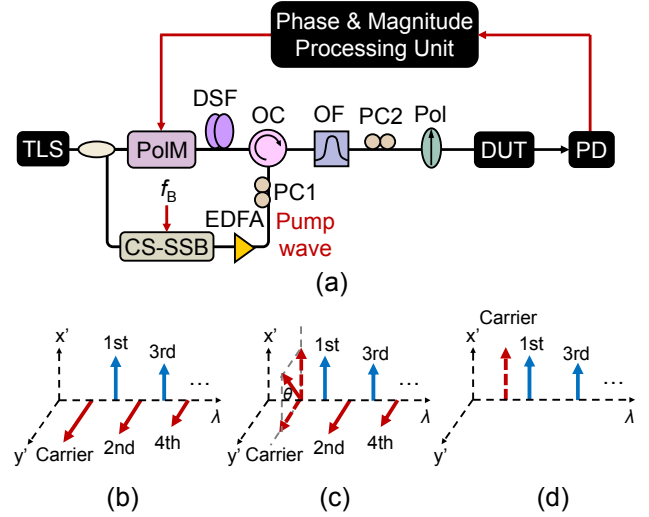 Phase & Magnitude
Processing Unit
DSF
OC
OF
PC2
Pol
TLS
PolM
DUT
PD
f_B
PC1
EDFA
Pump
wave
CS-SSB
(a)
x'
1st
3rd
...
λ
y'
Carrier
2nd
4th
(b)
x'
1st
3rd
...
θ
λ
y'
Carrier
2nd
4th
(c)
x'
Carrier
1st
3rd
...
λ
y'
(d)